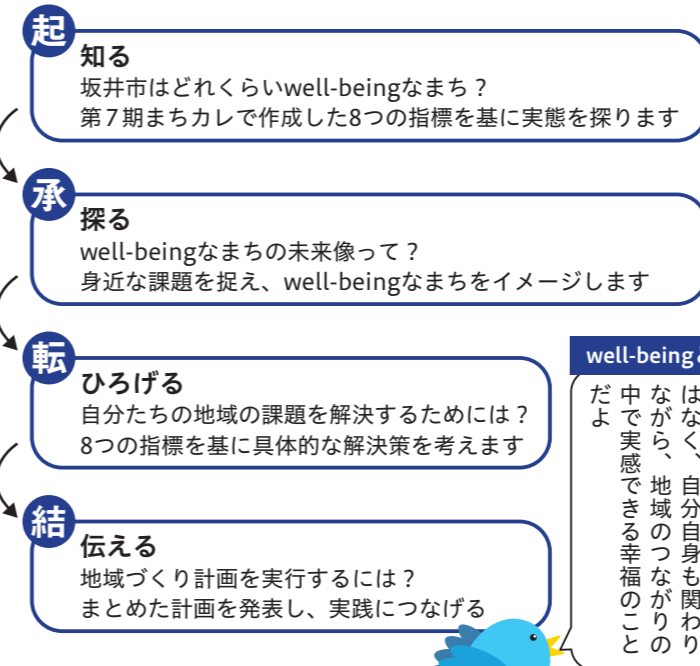 起
知る
坂井市はどれくらいwell-beingなまち？
第７期まちカレで作成した8つの指標を基に実態を探ります
承
探る
well-beingなまちの未来像って？
身近な課題を捉え、well-beingなまちをイメージします
転
ひろげる
自分たちの地域の課題を解決するためには？
8つの指標を基に具体的な解決策を考えます
結
伝える
地域づくり計画を実行するには？
まとめた計画を発表し、実践につなげる
well-being
はなく、自分自身も関わり
ながら、地域のつながりの
中で実感できる幸福のこと
だよ